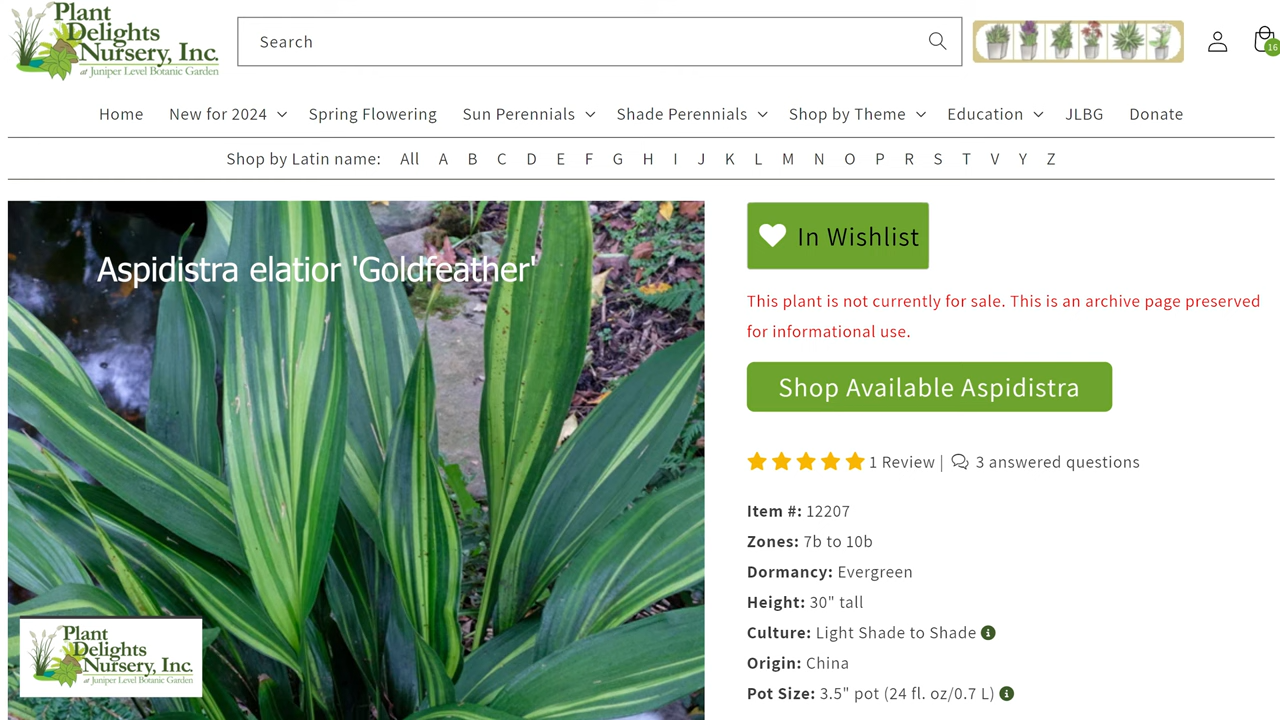 Plant
Delights
Nursery, Inc.
at Juniper Level Botanic Garden
Search
16
Home New for 2024 Spring Flowering Sun Perennials Shade Perennials Shop by Theme Education JLBG Donate
Shop by Latin name: All A B C D E F G H I J K L M N O P R S T V Y Z
Aspidistra elatior 'Goldfeather'
Plant
Delights
Nursery, Inc.
at Juniper Level Botanic Garden
In Wishlist
This plant is not currently for sale. This is an archive page preserved
for informational use.
Shop Available Aspidistra
1 Review | 3 answered questions
Item #: 12207
Zones: 7b to 10b
Dormancy: Evergreen
Height: 30" tall
Culture: Light Shade to Shade
Origin: China
Pot Size: 3.5" pot (24 fl. oz/0.7 L)